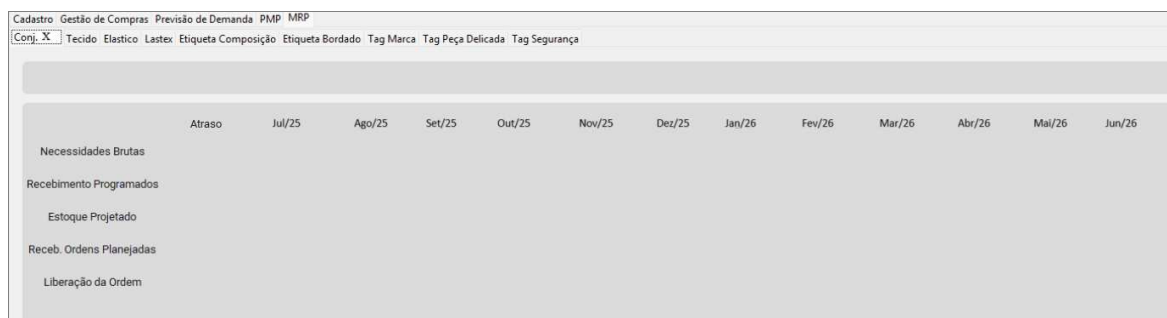 Cadastro Gestão de Compras Previsão de Demanda PMP MRP
Conj. X Tecido Elastico Lastex Etiqueta Composição Etiqueta Bordado Tag Marca Tag Peça Delicada Tag Segurança
Atraso Jul/25 Ago/25 Set/25 Out/25 Nov/25 Dez/25 Jan/26 Fev/26 Mar/26 Abr/26 Mai/26 Jun/26
Necessidades Brutas
Recebimento Programados
Estoque Projetado
Receb. Ordens Planejadas
Liberação da Ordem